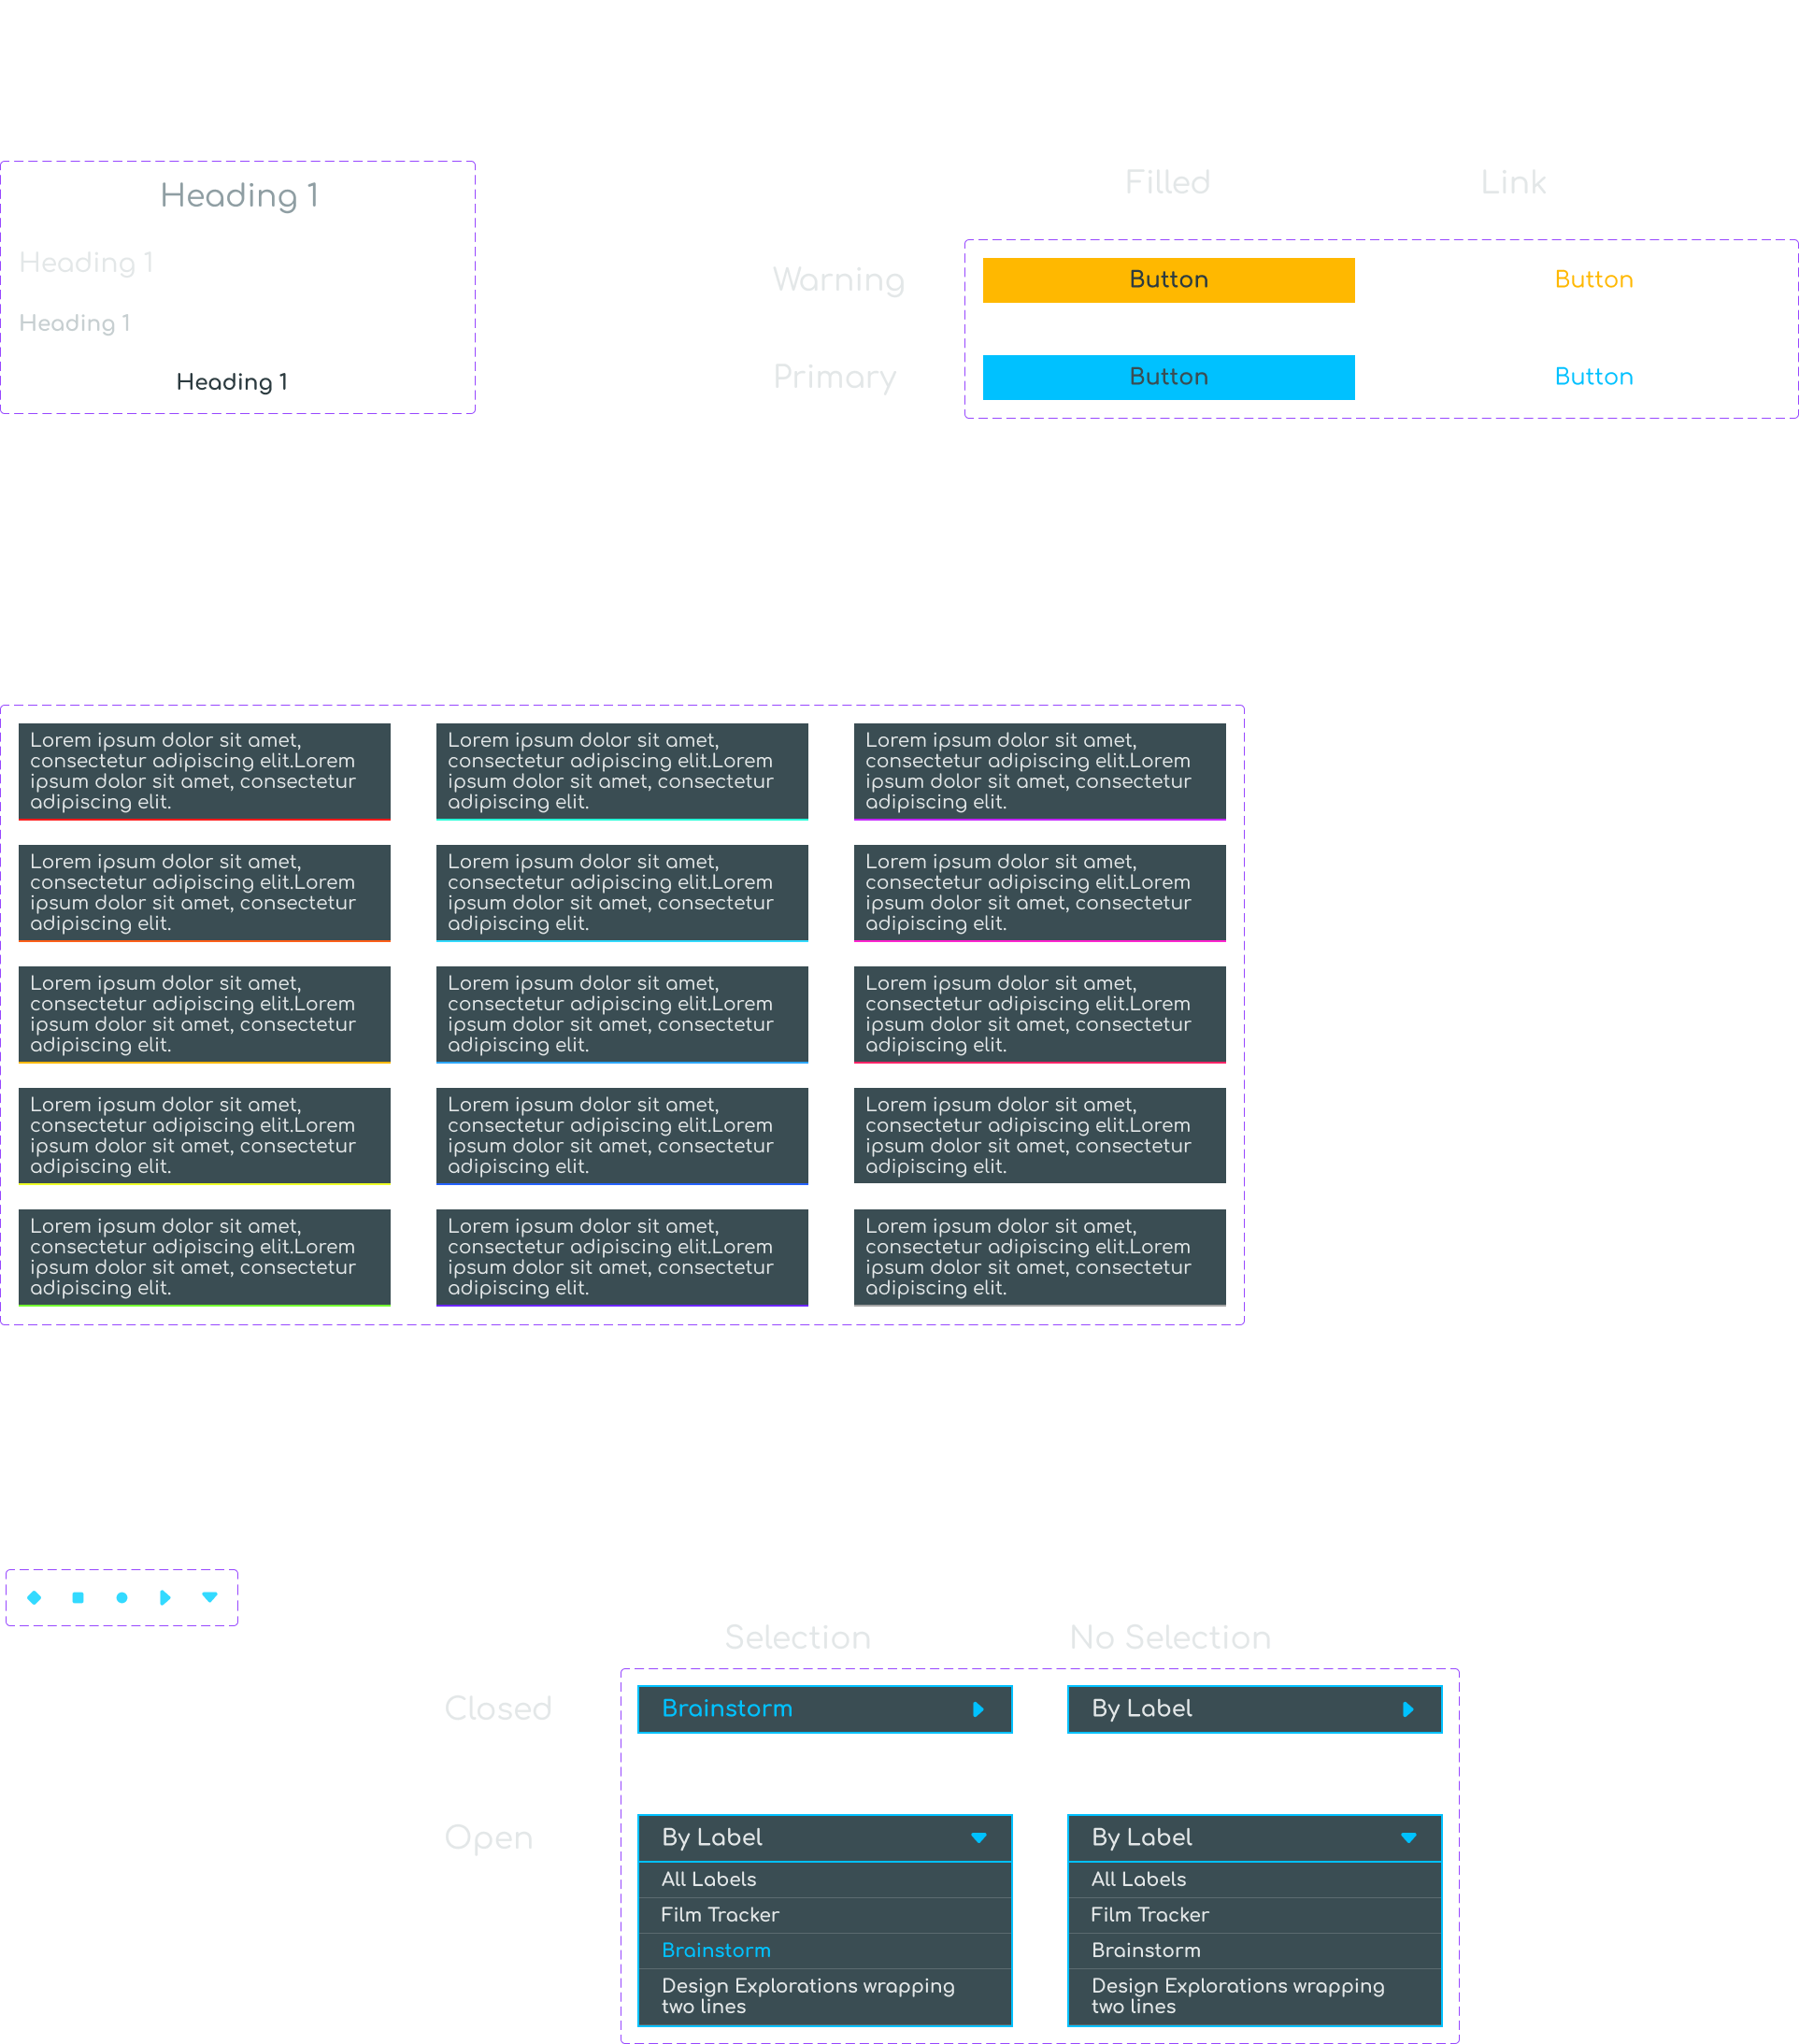 Heading 1
Heading 1
Heading 1
Heading 1
Filled Link
Warning Button Button
Primary Button Button
Lorem ipsum dolor sit amet,
consectetur adipiscing elit.Lorem
ipsum dolor sit amet, consectetur
adipiscing elit.
Lorem ipsum dolor sit amet,
consectetur adipiscing elit.Lorem
ipsum dolor sit amet, consectetur
adipiscing elit.
Lorem ipsum dolor sit amet,
consectetur adipiscing elit.Lorem
ipsum dolor sit amet, consectetur
adipiscing elit.
Lorem ipsum dolor sit amet,
consectetur adipiscing elit.Lorem
ipsum dolor sit amet, consectetur
adipiscing elit.
Lorem ipsum dolor sit amet,
consectetur adipiscing elit.Lorem
ipsum dolor sit amet, consectetur
adipiscing elit.
Lorem ipsum dolor sit amet,
consectetur adipiscing elit.Lorem
ipsum dolor sit amet, consectetur
adipiscing elit.
Lorem ipsum dolor sit amet,
consectetur adipiscing elit.Lorem
ipsum dolor sit amet, consectetur
adipiscing elit.
Lorem ipsum dolor sit amet,
consectetur adipiscing elit.Lorem
ipsum dolor sit amet, consectetur
adipiscing elit.
Lorem ipsum dolor sit amet,
consectetur adipiscing elit.Lorem
ipsum dolor sit amet, consectetur
adipiscing elit.
Lorem ipsum dolor sit amet,
consectetur adipiscing elit.Lorem
ipsum dolor sit amet, consectetur
adipiscing elit.
Lorem ipsum dolor sit amet,
consectetur adipiscing elit.Lorem
ipsum dolor sit amet, consectetur
adipiscing elit.
Lorem ipsum dolor sit amet,
consectetur adipiscing elit.Lorem
ipsum dolor sit amet, consectetur
adipiscing elit.
Lorem ipsum dolor sit amet,
consectetur adipiscing elit.Lorem
ipsum dolor sit amet, consectetur
adipiscing elit.
Lorem ipsum dolor sit amet,
consectetur adipiscing elit.Lorem
ipsum dolor sit amet, consectetur
adipiscing elit.
Lorem ipsum dolor sit amet,
consectetur adipiscing elit.Lorem
ipsum dolor sit amet, consectetur
adipiscing elit.
Selection No Selection
Closed Brainstorm By Label
Open
By Label
All Labels
Film Tracker
Brainstorm
Design Explorations wrapping
two lines
By Label
All Labels
Film Tracker
Brainstorm
Design Explorations wrapping
two lines